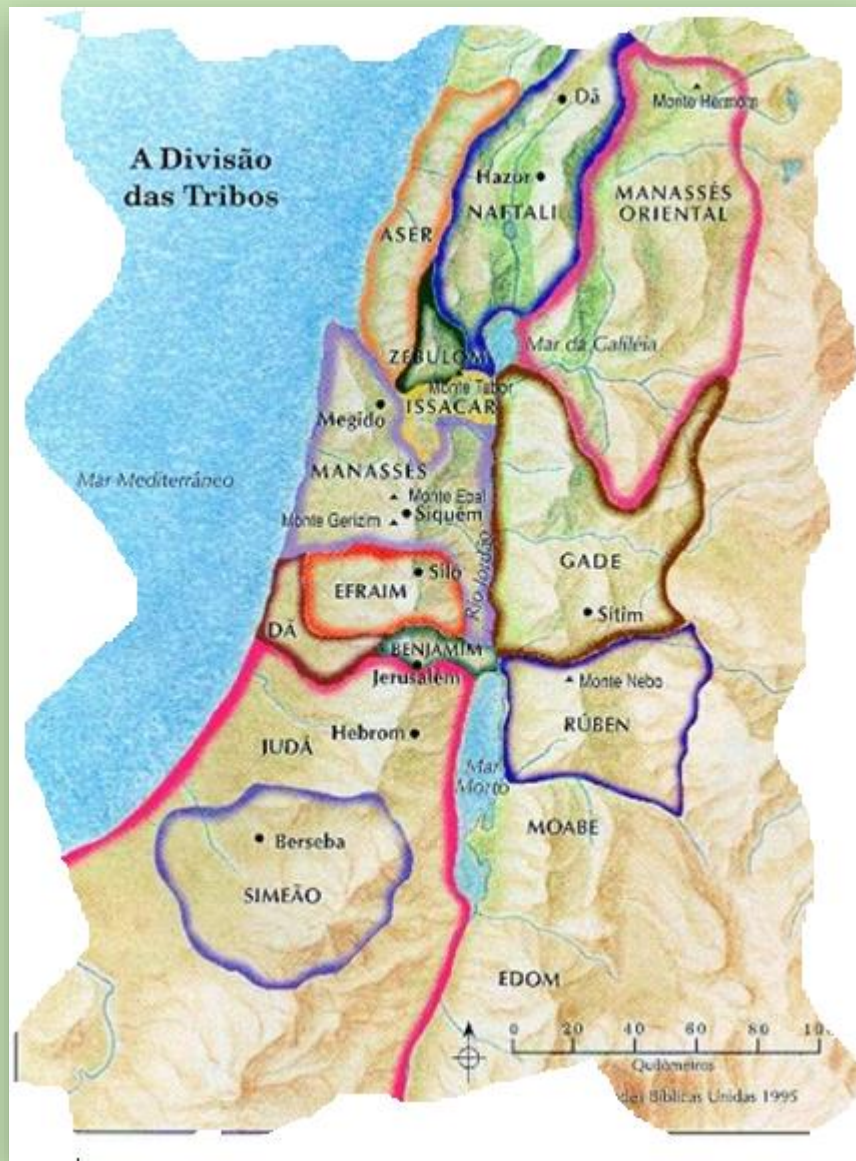 A Divisão
das Tribos
Dã
Monte Hermom
Hazor
NAFTALI
MANASSÉS
ORIENTAL
ASER
Mar da Galiléia
ZEBULOM
Monte Tabor
ISSACAR
Megido
MANASSÉS
Mar Mediterrâneo
Monte Ebal
Siquém
Monte Gerizim
Rio Jordão
GADE
Siló
EFRAIM
Sitim
DÃ
BENJAMIM
Jerusalém
Monte Nebo
RÚBEN
Hebrom
JUDÁ
Mar
Morto
MOABE
Berseba
SIMEÃO
EDOM
0 20 40 60 80
Quilômetros
Bíblicas Unidas 1995